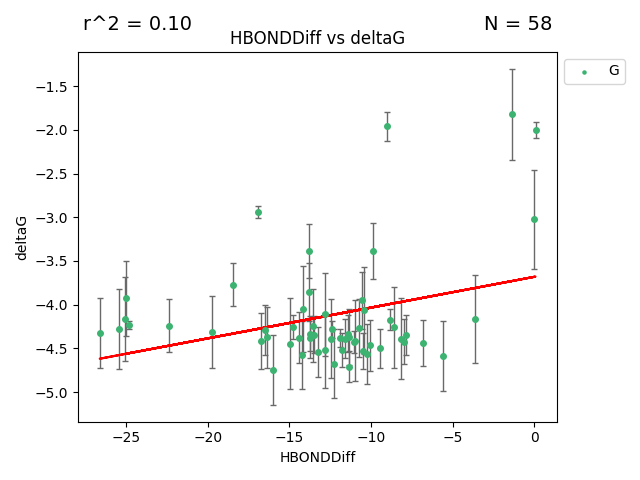 r^2 = 0.10
N = 58
HBONDDiff vs deltaG
G
−1.5
−2.0
−2.5
−3.0
−3.5
−4.0
−4.5
−5.0
deltaG
−25
−20
−15
−10
−5
0
HBONDDiff